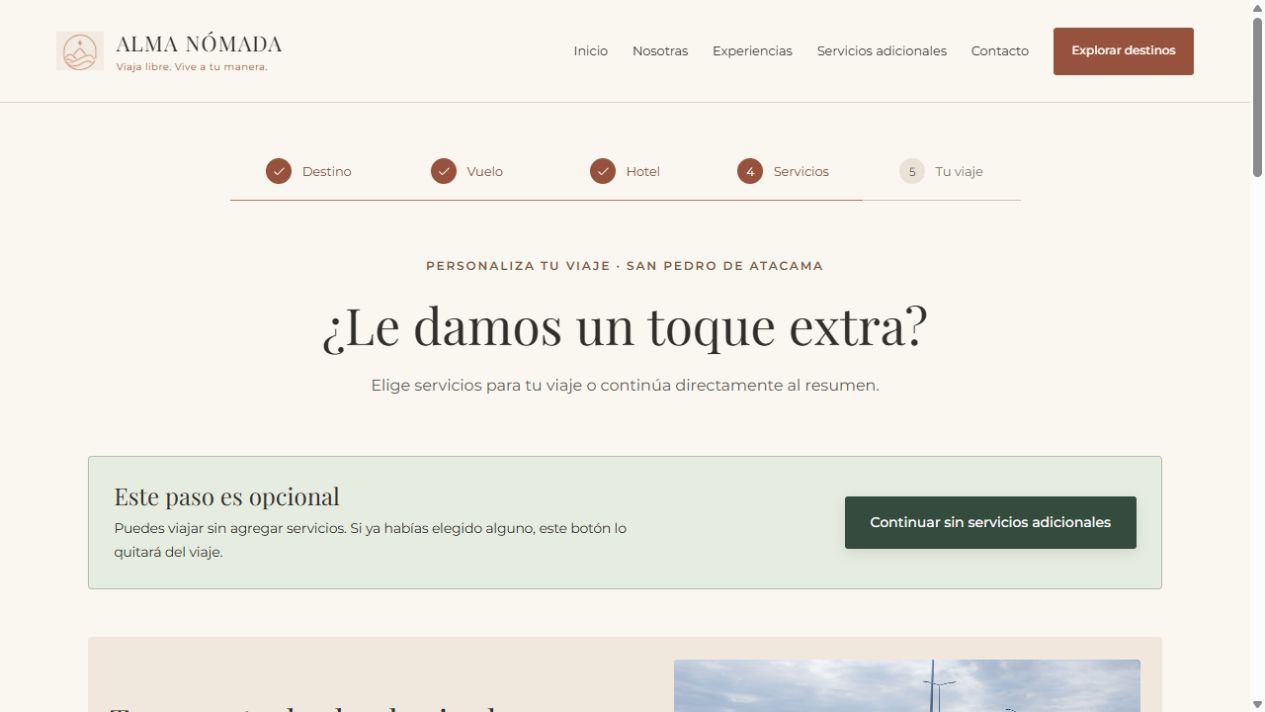 ALMA NÓMADA
Viaja libre. Vive a tu manera.
Inicio
Nosotras
Experiencias
Servicios adicionales
Contacto
Explorar destinos
Destino
Vuelo
Hotel
4 Servicios
5 Tu viaje
PERSONALIZA TU VIAJE · SAN PEDRO DE ATACAMA
¿Le damos un toque extra?
Elige servicios para tu viaje o continúa directamente al resumen.
Este paso es opcional
Puedes viajar sin agregar servicios. Si ya habías elegido alguno, este botón lo
quitará del viaje.
Continuar sin servicios adicionales